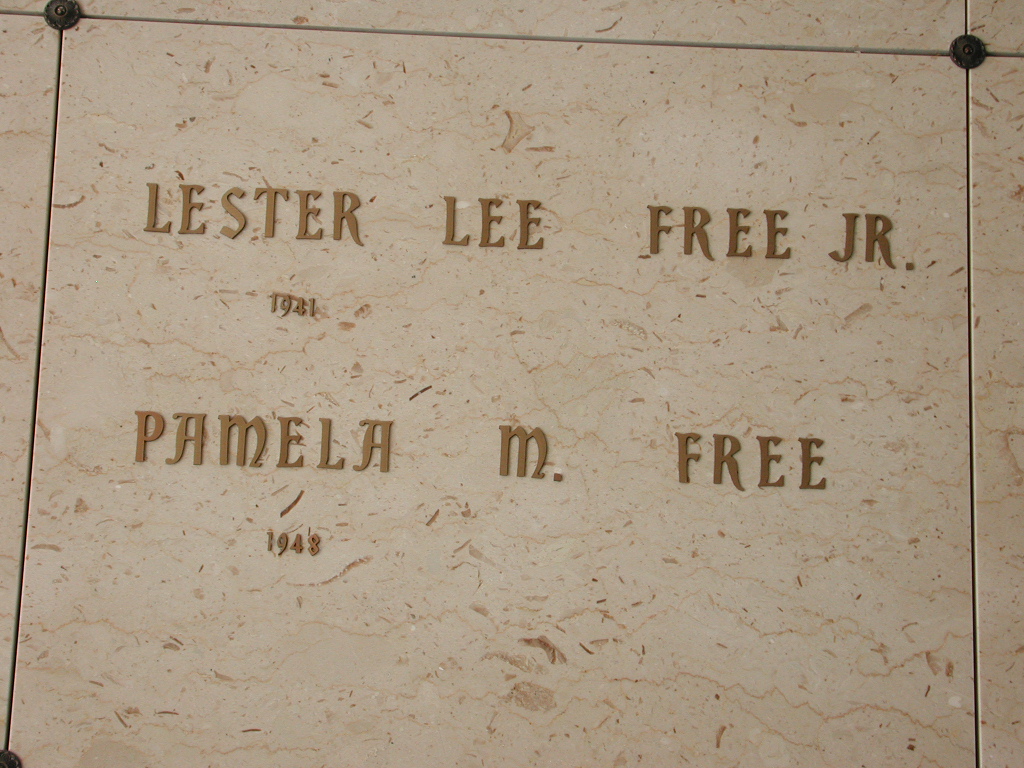 LESTER LEE FREE JR.
1941
PAMELA M. FREE
1948